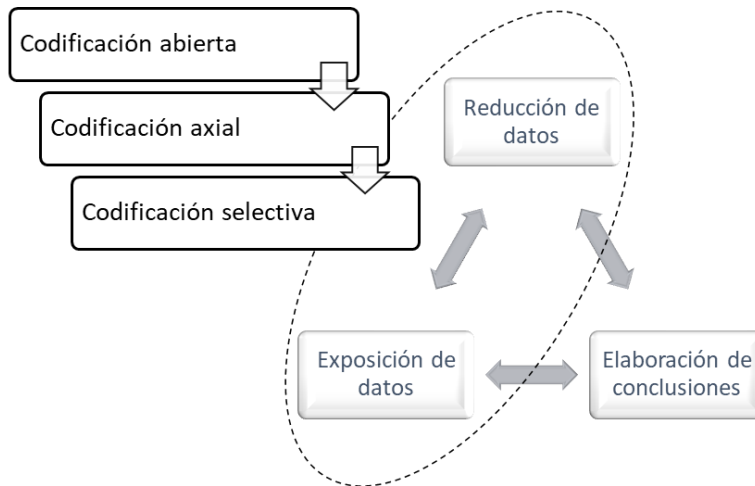 Codificación abierta
Codificación axial
Codificación selectiva
Reducción de
datos
Exposición de
datos
Elaboración de
conclusiones